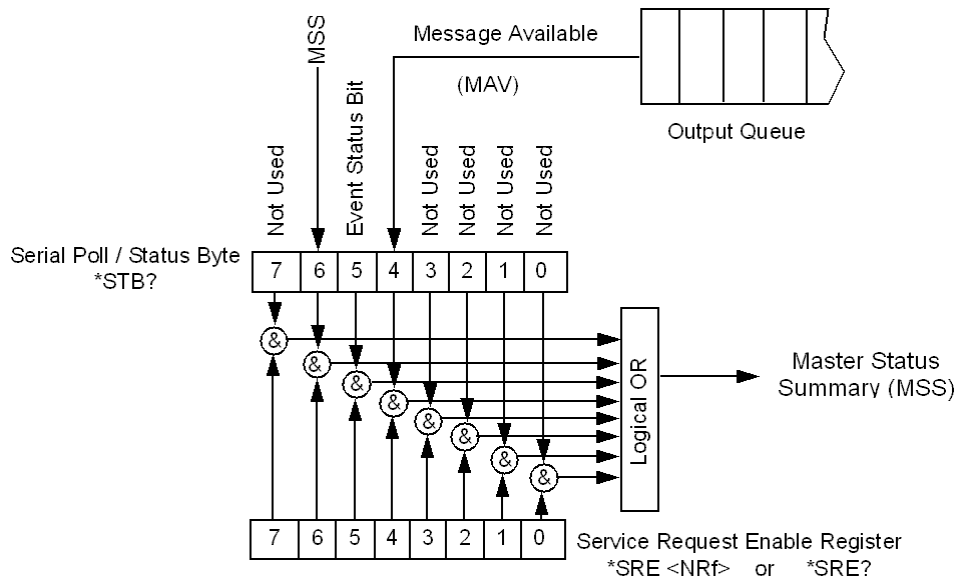 MSS
Message Available
(MAV)
Output Queue
Not Used
Event Status Bit
Not Used
Not Used
Not Used
Not Used
Serial Poll / Status Byte
*STB?
7 6 5 4 3 2 1 0
&
&
&
&
&
&
&
&
Logical OR
Master Status
Summary (MSS)
7 6 5 4 3 2 1 0
Service Request Enable Register
*SRE <NRf> or *SRE?